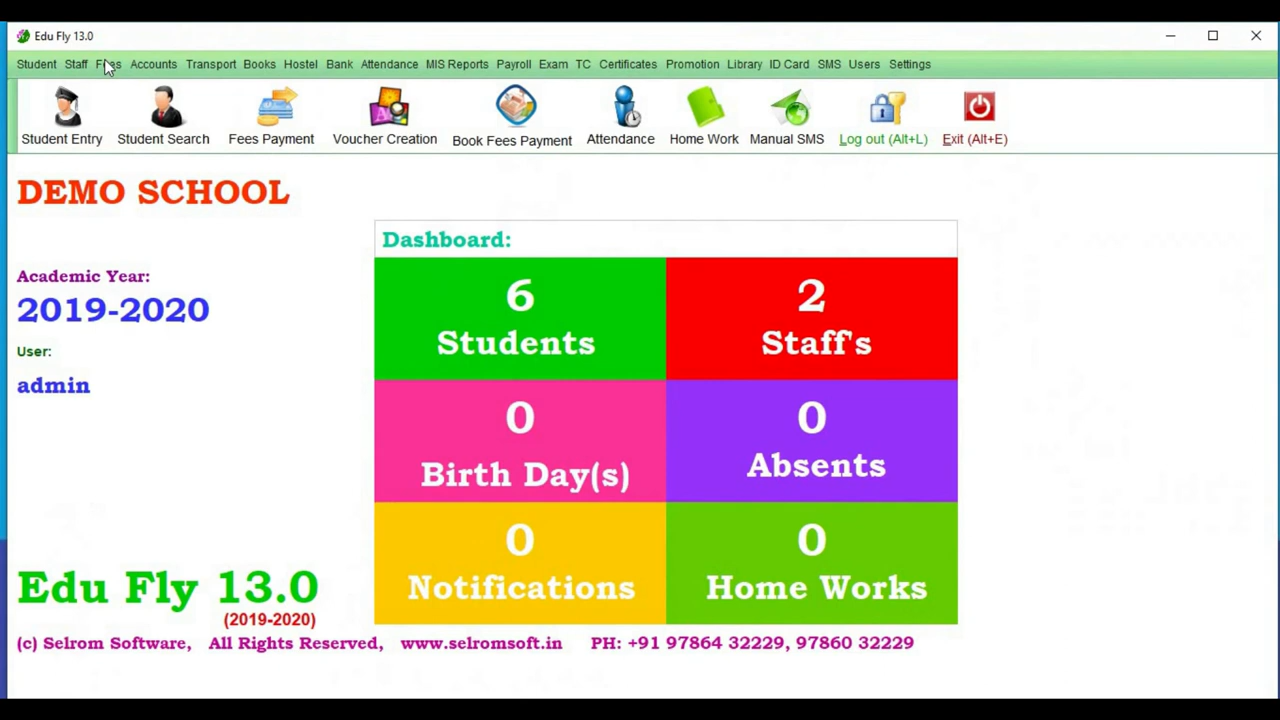 Edu Fly 13.0
Student Staff Fees Accounts Transport Books Hostel Bank Attendance MIS Reports Payroll Exam TC Certificates Promotion Library ID Card SMS Users Settings
Student Entry Student Search Fees Payment Voucher Creation Book Fees Payment Attendance Home Work Manual SMS Log out (Alt+L) Exit (Alt+E)
DEMO SCHOOL
Academic Year:
2019-2020
User:
admin
Dashboard:
6
Students
2
Staff's
0
Birth Day(s)
0
Absents
0
Notifications
0
Home Works
Edu Fly 13.0
(2019-2020)
(c) Selrom Software, All Rights Reserved, www.selromsoft.in PH: +91 97864 32229, 97860 32229